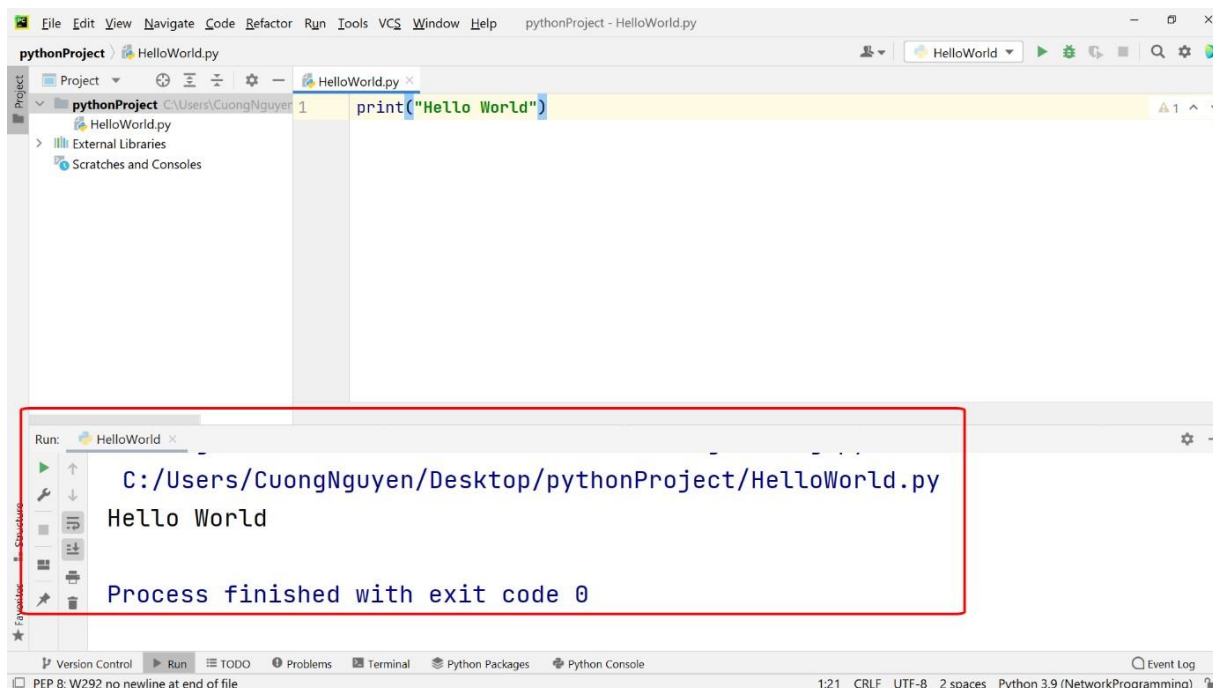 File Edit View Navigate Code Refactor Run Tools VCS Window Help pythonProject - HelloWorld.py
pythonProject HelloWorld.py HelloWorld
Project Project HelloWorld.py
pythonProject C:\Users\CuongNguyen 1 print("Hello World") 1
HelloWorld.py
External Libraries
Scratches and Consoles
Run: HelloWorld
C:/Users/CuongNguyen/Desktop/pythonProject/HelloWorld.py
Hello World
Structure
Process finished with exit code 0
Favorites
Version Control Run TODO Problems Terminal Python Packages Python Console Event Log
PEP 8: W292 no newline at end of file 1:21 CRLF UTF-8 2 spaces Python 3.9 (NetworkProgramming)